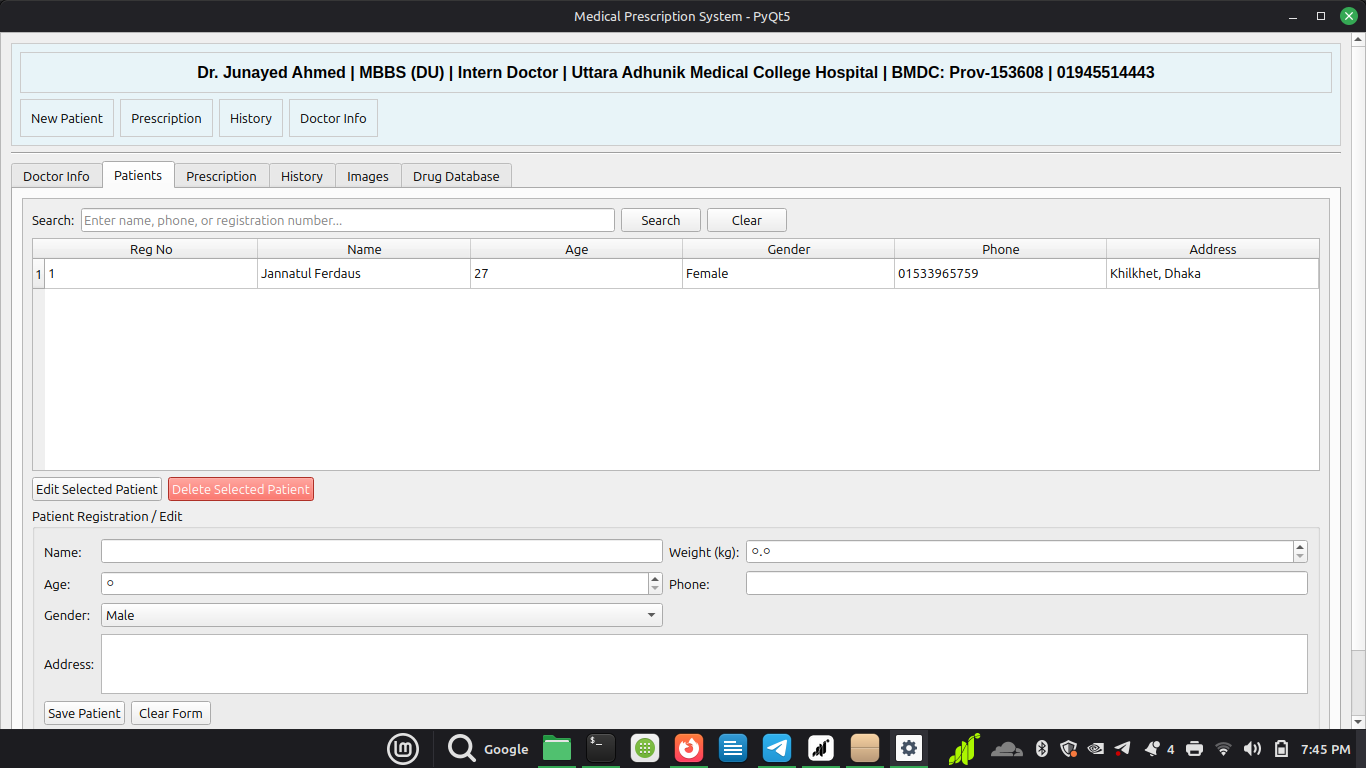 Medical Prescription System - PyQt5
Dr. Junayed Ahmed | MBBS (DU) | Intern Doctor | Uttara Adhunik Medical College Hospital | BMDC: Prov-153608 | 01945514443
New Patient Prescription History Doctor Info
Doctor Info Patients Prescription History Images Drug Database
Search: Enter name, phone, or registration number... Search Clear
Reg No Name Age Gender Phone Address
1 1 Jannatul Ferdaus 27 Female 01533965759 Khilkhet, Dhaka
Edit Selected Patient Delete Selected Patient
Patient Registration / Edit
Name: Weight (kg): ০.০
Age: ০ Phone:
Gender: Male
Address:
Save Patient Clear Form
lm Google $_ 4 7:45 PM